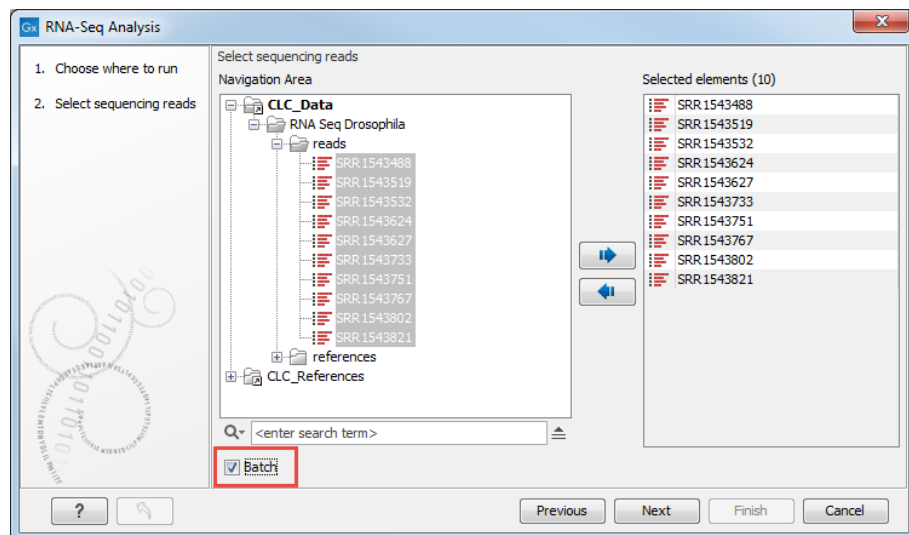 Gx RNA-Seq Analysis
1. Choose where to run
2. Select sequencing reads
Select sequencing reads
Navigation Area
CLC_Data
RNA Seq Drosophila
reads
SRR1543488
SRR1543519
SRR1543532
SRR1543624
SRR1543627
SRR1543733
SRR1543751
SRR1543767
SRR1543802
SRR1543821
references
CLC_References
<enter search term>
Batch
Selected elements (10)
SRR1543488
SRR1543519
SRR1543532
SRR1543624
SRR1543627
SRR1543733
SRR1543751
SRR1543767
SRR1543802
SRR1543821
? Previous Next Finish Cancel